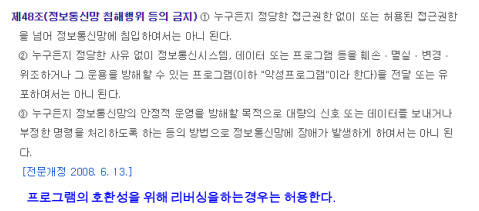 제48조(정보통신망 침해행위 등의 금지) ① 누구든지 정당한 접근권한 없이 또는 허용된 접근권한
을 넘어 정보통신망에 침입하여서는 아니 된다.
② 누구든지 정당한 사유 없이 정보통신시스템, 데이터 또는 프로그램 등을 훼손ㆍ멸실ㆍ변경ㆍ
위조하거나 그 운용을 방해할 수 있는 프로그램(이하 "악성프로그램"이라 한다)을 전달 또는 유
포하여서는 아니 된다.
③ 누구든지 정보통신망의 안정적 운영을 방해할 목적으로 대량의 신호 또는 데이터를 보내거나
부정한 명령을 처리하도록 하는 등의 방법으로 정보통신망에 장애가 발생하게 하여서는 아니 된
다.
[전문개정 2008. 6. 13.]
프로그램의 호환성을 위해 리버싱을하는경우는 허용한다.